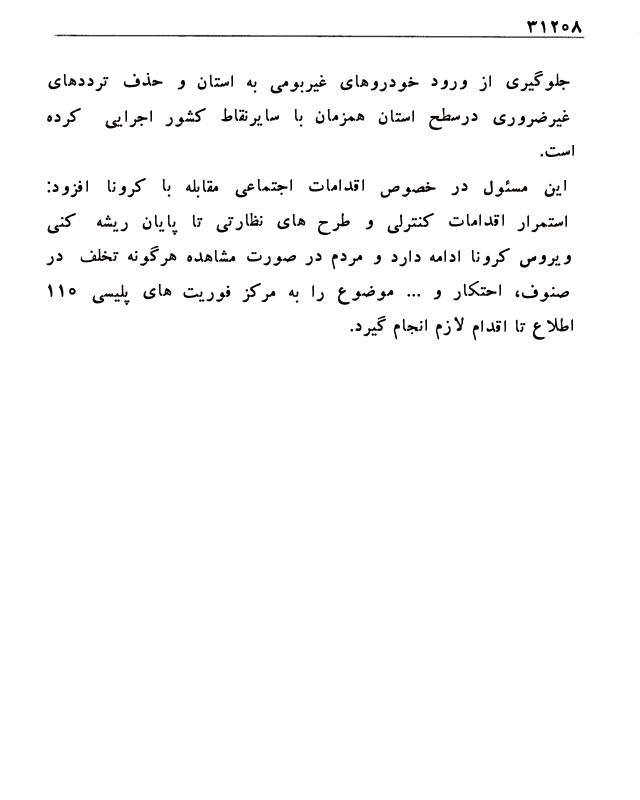 ۳۱۲۰۸
جلوگیری از ورود خودروهای غیربومی به استان و حذف ترددهای
غیرضروری درسطح استان همزمان با سایرنقاط کشور اجرایی کرده
است.
این مسئول در خصوص اقدامات اجتماعی مقابله با کرونا افزود:
استمرار اقدامات کنترلی و طرح های نظارتی تا پایان ریشه کنی
ویروس کرونا ادامه دارد و مردم در صورت مشاهده هرگونه تخلف در
صنوف، احتکار و ... موضوع را به مرکز فوریت های پلیسی ۱۱۰
اطلاع تا اقدام لازم انجام گیرد.